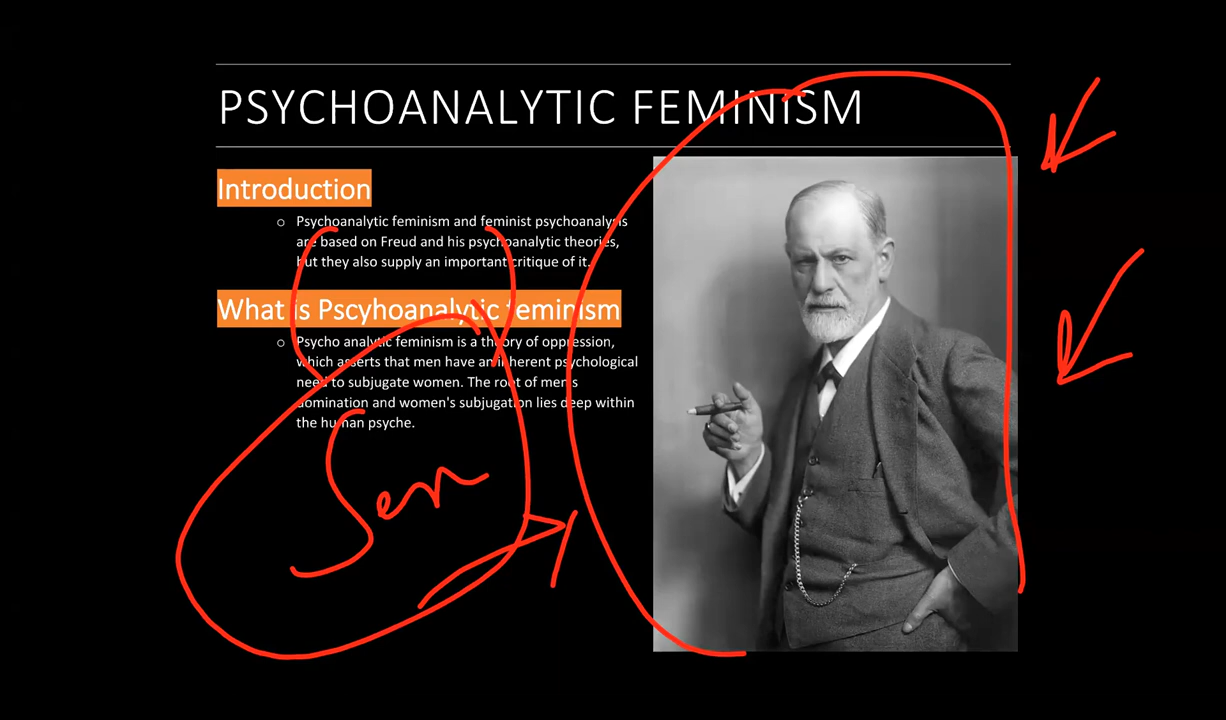 PSYCHOANALYTIC FEMINISM
Introduction
o Psychoanalytic feminism and feminist psychoanalysis
are based on Freud and his psychoanalytic theories,
but they also supply an important critique of it.
What is Pscyhoanalytic feminism
o Psycho analytic feminism is a theory of oppression,
which asserts that men have an inherent psychological
need to subjugate women. The root of men's
domination and women's subjugation lies deep within
the human psyche.